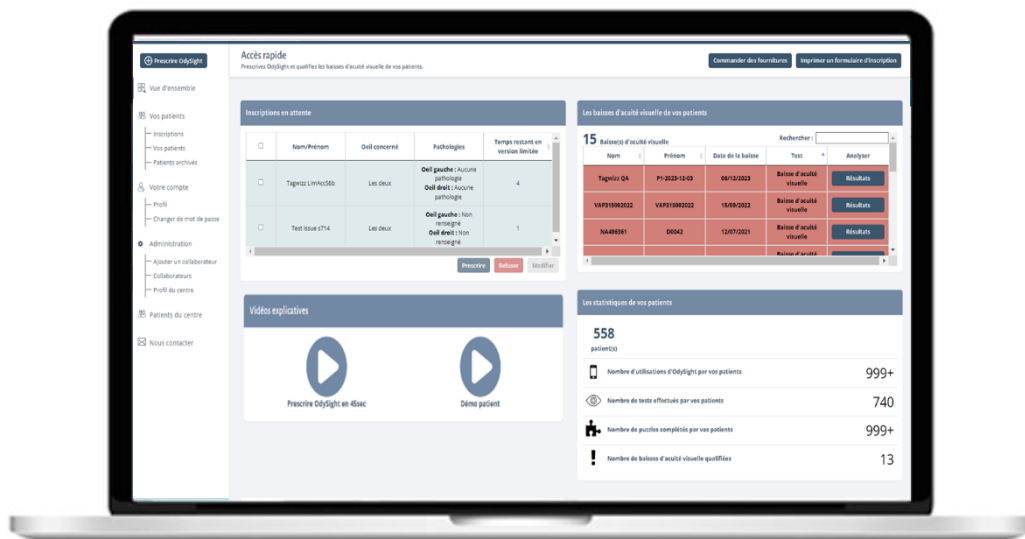 Prescrire OdySight
Accès rapide
Prescrivez OdySight et qualifiez les baisses d'acuité visuelle de vos patients.
Commander des fournitures
Imprimer un formulaire d'inscription
Vue d'ensemble
Vos patients
Inscriptions
Vos patients
Patients archivés
Votre compte
Profil
Changer de mot de passe
Administration
Ajouter un collaborateur
Collaborateurs
Profil du centre
Patients du centre
Nous contacter
Inscriptions en attente
Nom/Prénom
Oeil concerné
Pathologies
Temps restant en
version limitée
Tagwizz LimAcc56b
Les deux
Oeil gauche : Aucune
pathologie
Oeil droit : Aucune
pathologie
4
Test issue s714
Les deux
Oeil gauche : Non
renseigné
Oeil droit : Non
renseigné
1
Prescrire
Refuser
Modifier
Les baisses d'acuité visuelle de vos patients
15 Baisse(s) d'acuité visuelle
Rechercher :
Nom
Prénom
Date de la baisse
Test
Analyser
Tagwizz QA
P1-2023-12-03
06/12/2023
Baisse d'acuité
visuelle
Résultats
VAP315002022
VAP315002022
15/09/2022
Baisse d'acuité
visuelle
Résultats
NA486361
D0042
12/07/2021
Baisse d'acuité
visuelle
Résultats
Baisse d'acuité
Vidéos explicatives
Prescrire OdySight en 45sec
Démo patient
Les statistiques de vos patients
558
patient(s)
Nombre d'utilisations d'OdySight par vos patients
999+
Nombre de tests effectués par vos patients
740
Nombre de puzzles complétés par vos patients
999+
Nombre de baisses d'acuité visuelle qualifiées
13